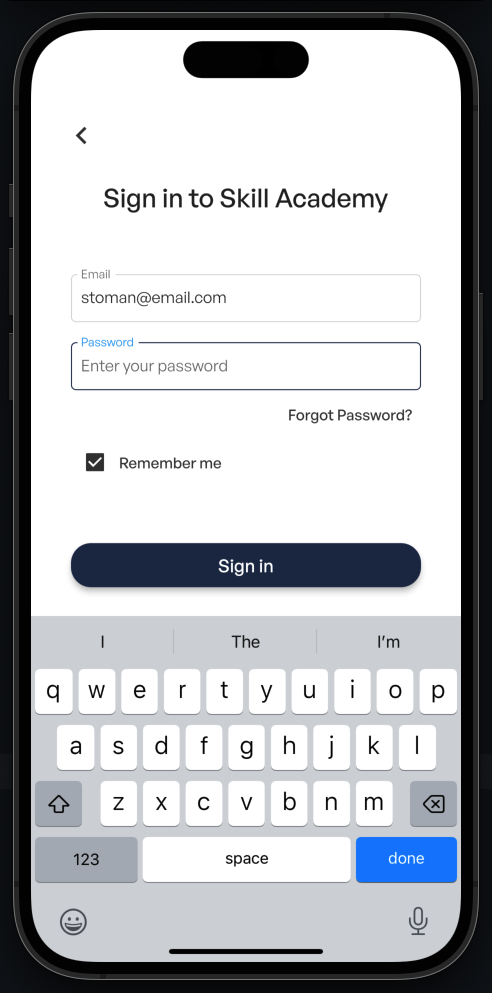 Sign in to Skill Academy
Email
stoman@email.com
Password
Enter your password
Forgot Password?
Remember me
Sign in
I The I’m
q w e r t y u i o p
a s d f g h j k l
z x c v b n m
123 space done